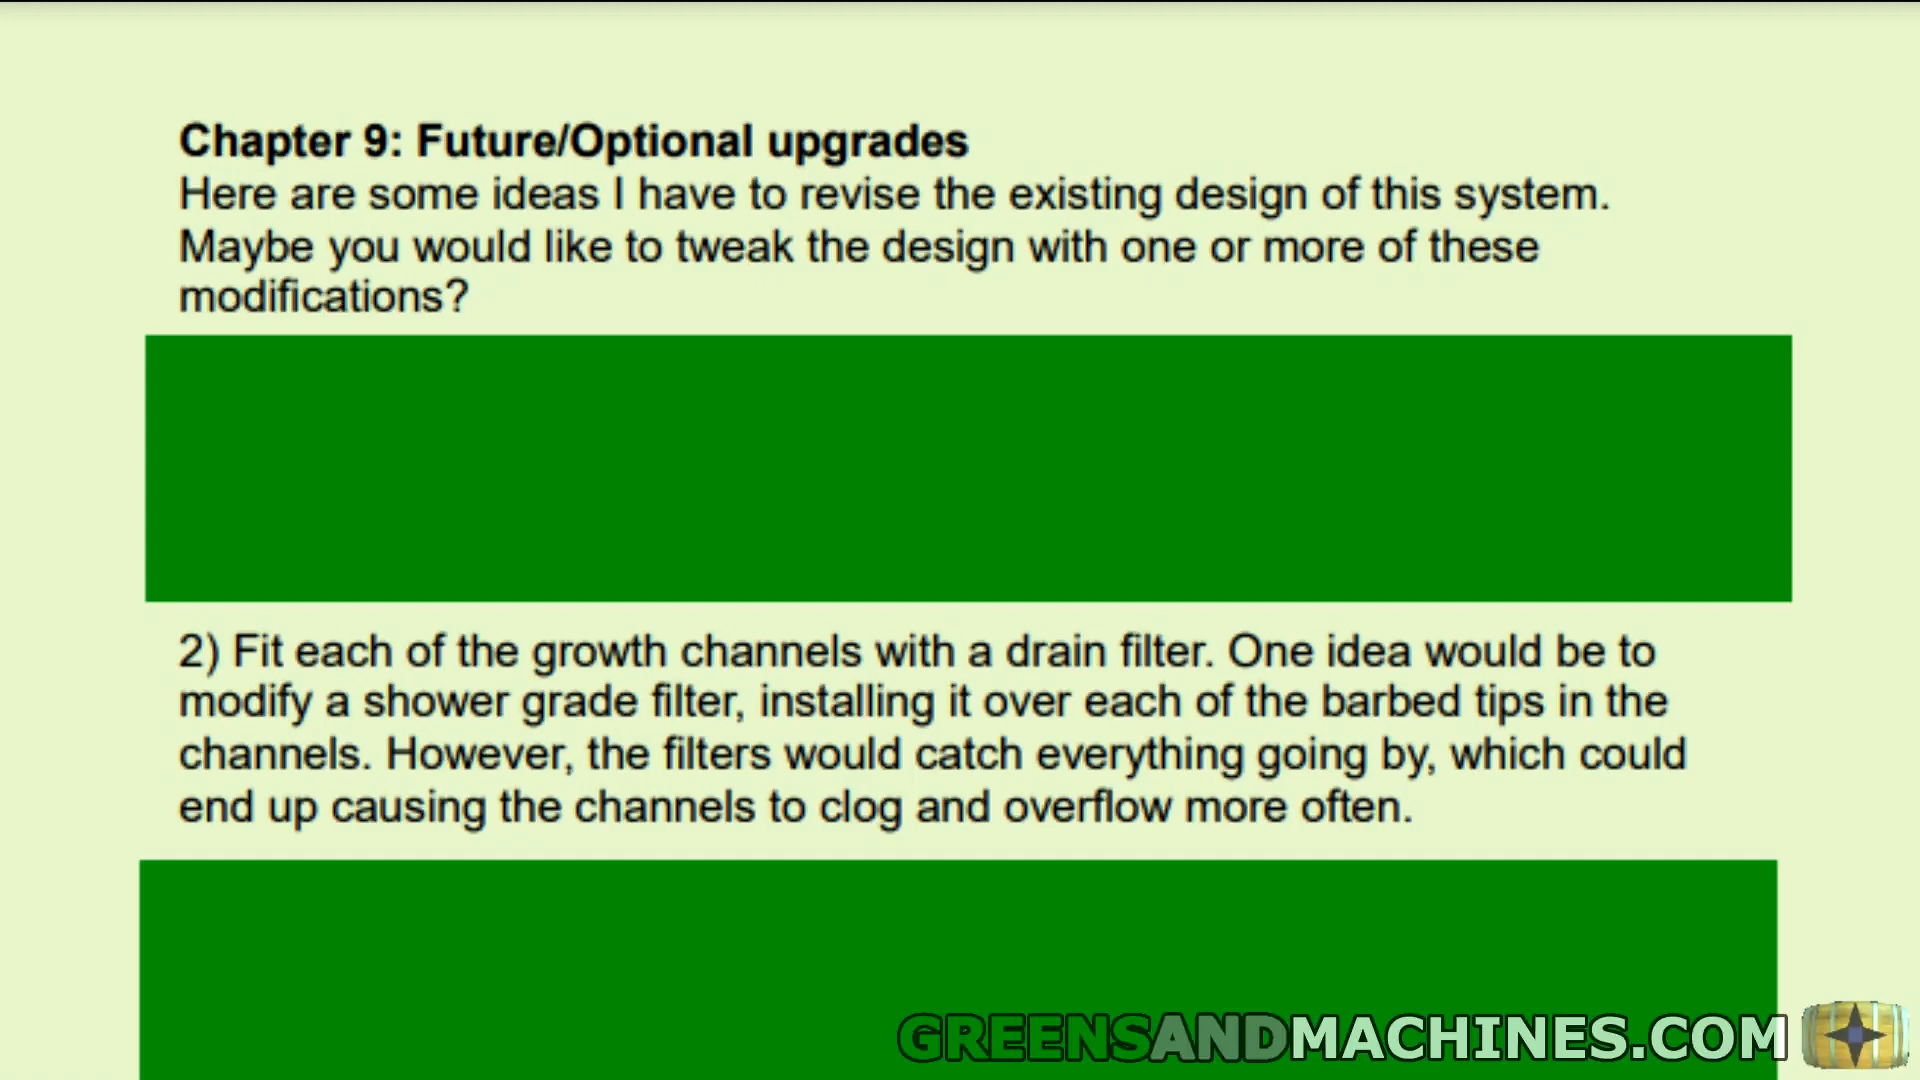 Chapter 9: Future/Optional upgrades
Here are some ideas I have to revise the existing design of this system.
Maybe you would like to tweak the design with one or more of these
modifications?
2) Fit each of the growth channels with a drain filter. One idea would be to
modify a shower grade filter, installing it over each of the barbed tips in the
channels. However, the filters would catch everything going by, which could
end up causing the channels to clog and overflow more often.
GREENSANDMACHINES.COM